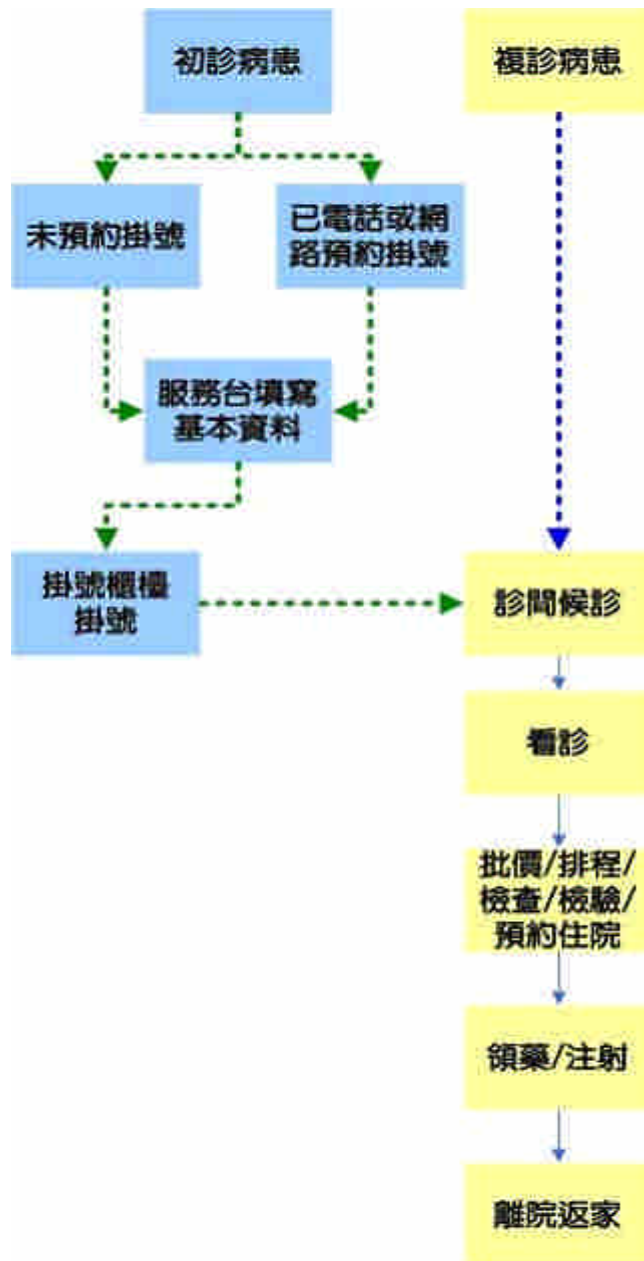 初診病患
複診病患
未預約掛號
已電話或網
路預約掛號
服務台填寫
基本資料
掛號櫃檯
掛號
診間候診
看診
批價/排程/
檢查/檢驗/
預約住院
領藥/注射
離院返家